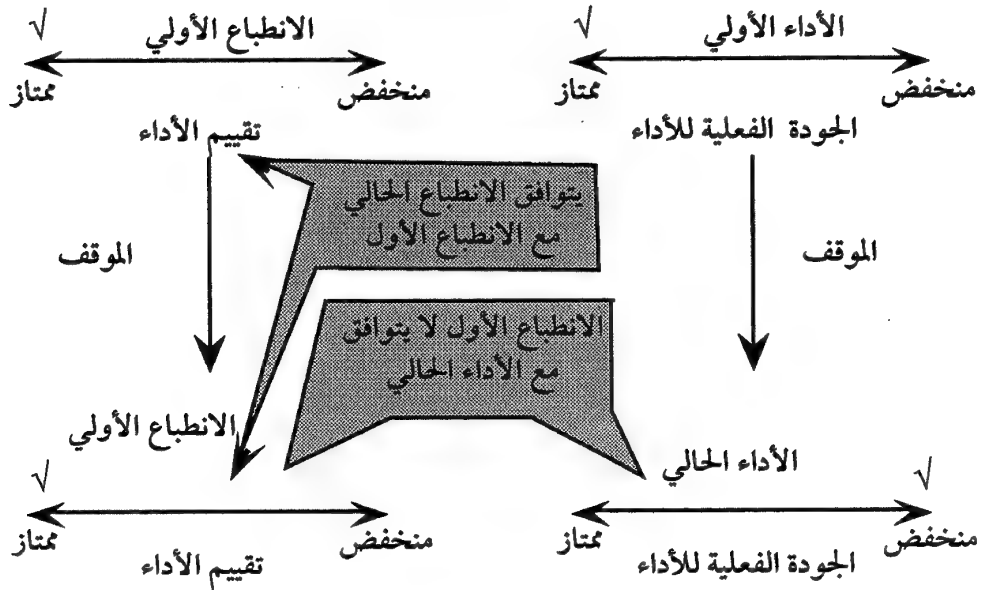 الأداء الأولي
الانطباع الأولي
√
√
منخفض
ممتاز
منخفض
ممتاز
الجودة الفعلية للأداء
تقييم الأداء
يتوافق الانطباع الحالي
مع الانطباع الأول
الموقف
الموقف
الانطباع الأول لا يتوافق
مع الأداء الحالي
الأداء الحالي
الانطباع الأولي
√
√
منخفض
ممتاز
منخفض
ممتاز
الجودة الفعلية للأداء
تقييم الأداء